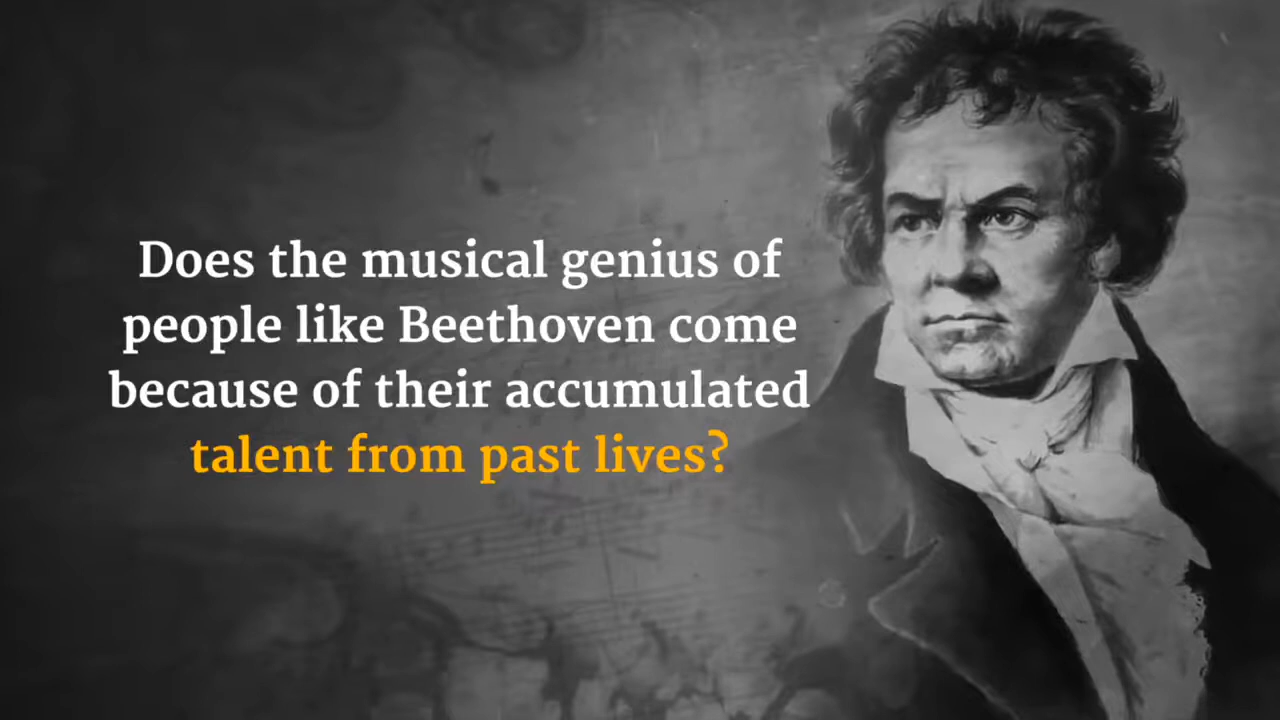 Does the musical genius of
people like Beethoven come
because of their accumulated
talent from past lives?